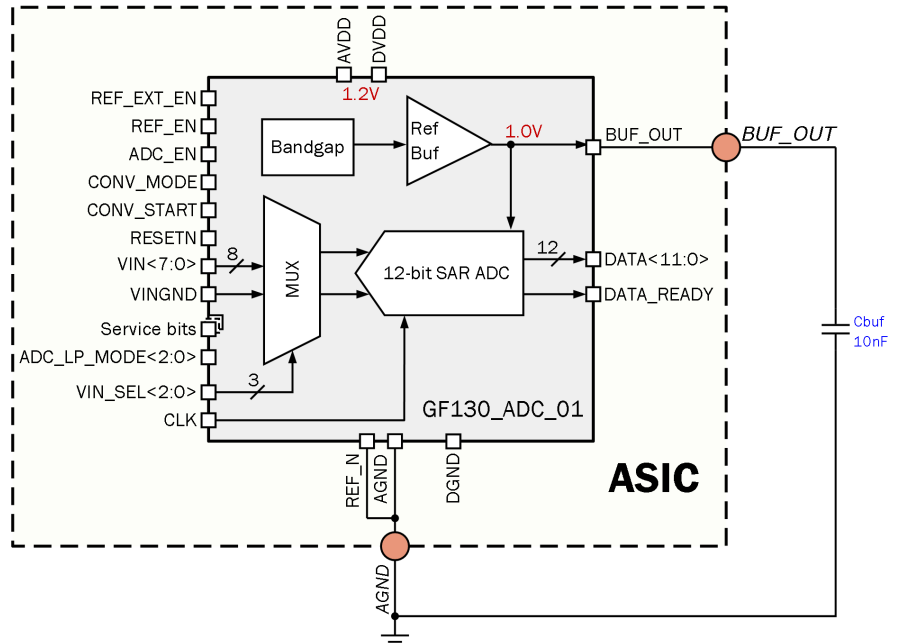 AVDD
DVDD
1.2V
REF_EXT_EN
REF_EN
ADC_EN
CONV_MODE
CONV_START
RESETN
VIN<7:0>
VINGND
Service bits
ADC_LP_MODE<2:0>
VIN_SEL<2:0>
CLK
8
3
Bandgap
Ref
Buf
1.0V
MUX
12-bit SAR ADC
12
BUF_OUT
BUF_OUT
DATA<11:0>
DATA_READY
Cbuf
10nF
GF130_ADC_01
REF_N
AGND
DGND
ASIC
AGND